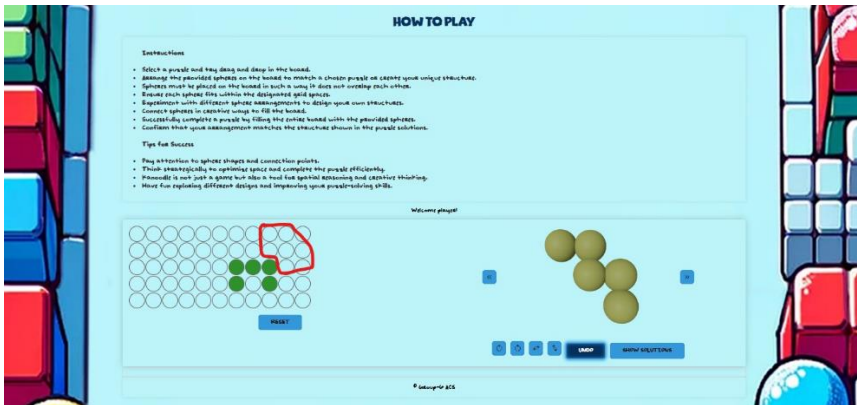 HOW TO PLAY
Instructions
• Select a puzzle and try drag and drop in the board.
• Arrange the provided spheres on the board to match a chosen puzzle or create your unique structure.
• Spheres must be placed on the board in such a way it does not overlap each other.
• Ensure each sphere fits within the designated grid spaces.
• Experiment with different sphere arrangements to design your own structures.
• Connect spheres in creative ways to fill the board.
• Successfully complete a puzzle by filling the entire board with the provided spheres.
• Confirm that your arrangement matches the structure shown in the puzzle solutions.
Tips for Success
• Pay attention to sphere shapes and connection points.
• Think strategically to optimize space and complete the puzzle efficiently.
• Kanoodle is not just a game but also a tool for spatial reasoning and creative thinking.
• Have fun exploring different designs and improving your puzzle-solving skills.
Welcome player!
RESET
UNDO
SHOW SOLUTIONS
© Group-G ACS